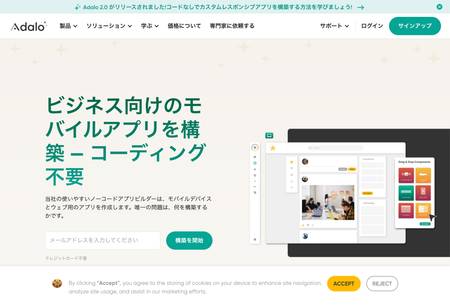 Adalo 2.0 がリリースされました!コードなしでカスタムレスポンシブアプリを構築する方法を学びましょう!
Adalo
製品 ソリューション 学ぶ 価格について 専門家に依頼する サポート ログイン サインアップ
ビジネス向けのモ
バイルアプリを構
築 – コーディング
不要
当社の使いやすいノーコードアプリビルダーは、モバイルデバイス
とウェブ用のアプリを作成します。唯一の問題は、何を構築する
かです。
メールアドレスを入力してください 構築を開始
クレジットカード不要
Drag & Drop Components
By clicking “Accept”, you agree to the storing of cookies on your device to enhance site navigation,
analyze site usage, and assist in our marketing efforts.
ACCEPT REJECT